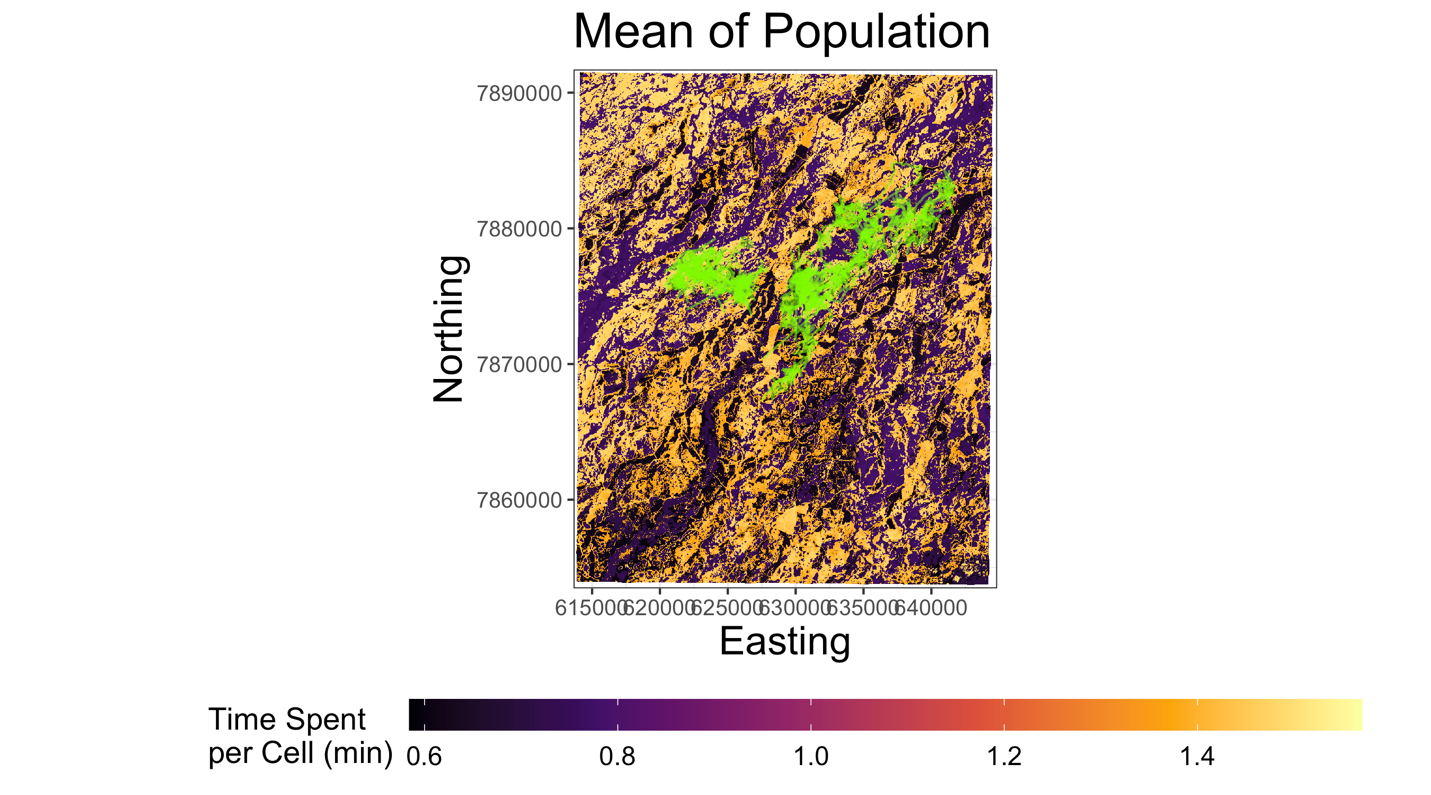 Mean of Population
7890000
7880000
7870000
7860000
Northing
615000 620000 625000 630000 635000 640000
Easting
Time Spent
per Cell (min)
0.6 0.8 1.0 1.2 1.4